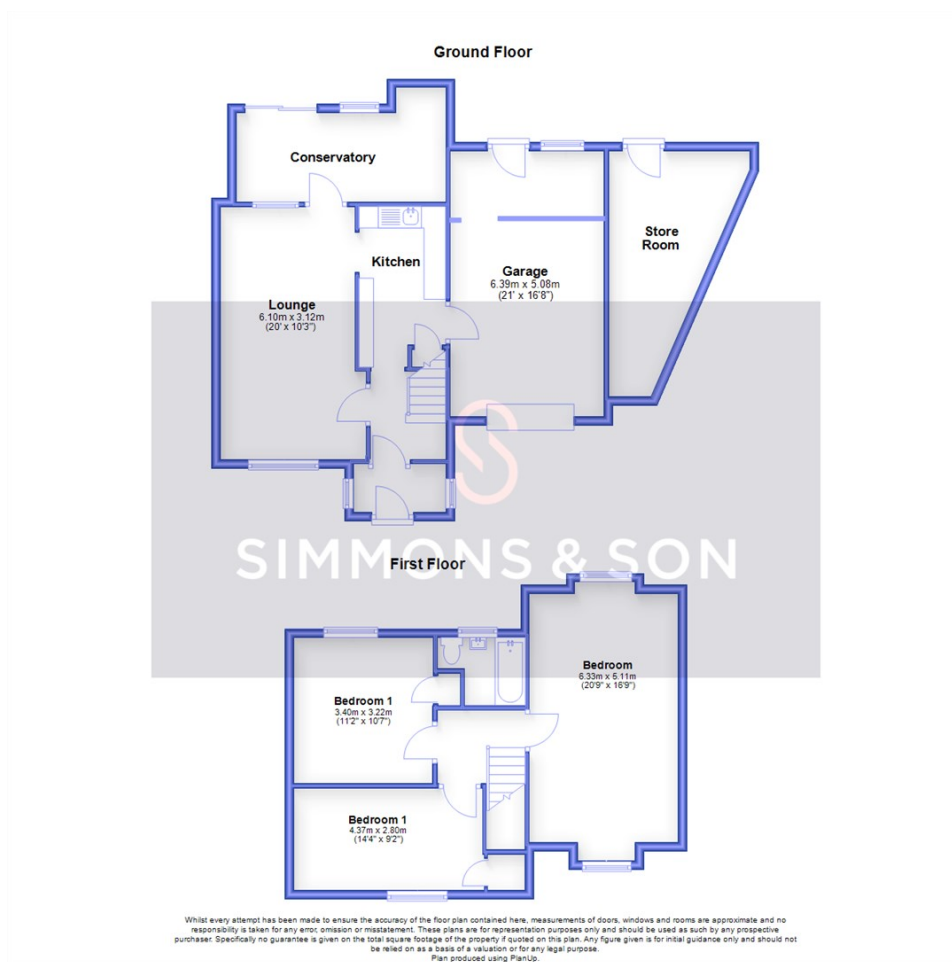 Ground Floor
Conservatory
Kitchen
Lounge
6.10m x 3.12m
(20' x 10'3")
Garage
6.39m x 5.08m
(21' x 16'8")
Store
Room
SIMMONS & SON
First Floor
Bedroom
6.33m x 5.11m
(20'9" x 16'9")
Bedroom 1
3.40m x 3.22m
(11'2" x 10'7")
Bedroom 1
4.37m x 2.80m
(14'4" x 9'2")
Whilst every attempt has been made to ensure the accuracy of the floor plan contained here, measurements of doors, windows and rooms are approximate and no
responsibility is taken for any error, omission or misstatement. These plans are for representation purposes only and should be used as such by any prospective
purchaser. Specifically no guarantee is given on the total square footage of the property if quoted on this plan. Any figure given is for initial guidance only and should not
be relied on as a basis of a valuation or for any legal purpose.
Plan produced using PlanUp.